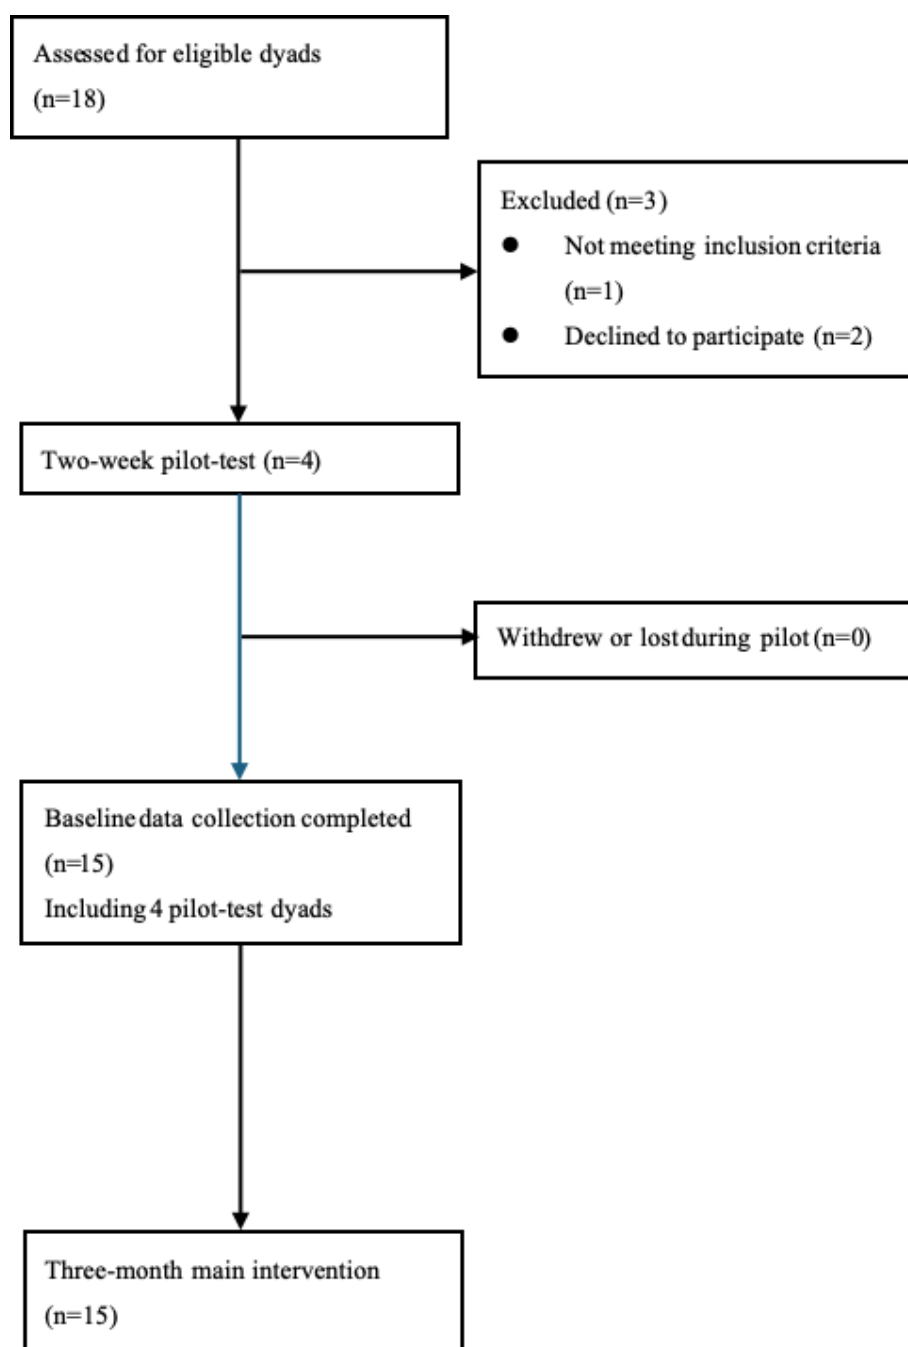 Assessed for eligible dyads
(n=18)
Excluded (n=3)
● Not meeting inclusion criteria
(n=1)
● Declined to participate (n=2)
Two-week pilot-test (n=4)
Withdrew or lost during pilot (n=0)
Baseline data collection completed
(n=15)
Including 4 pilot-test dyads
Three-month main intervention
(n=15)